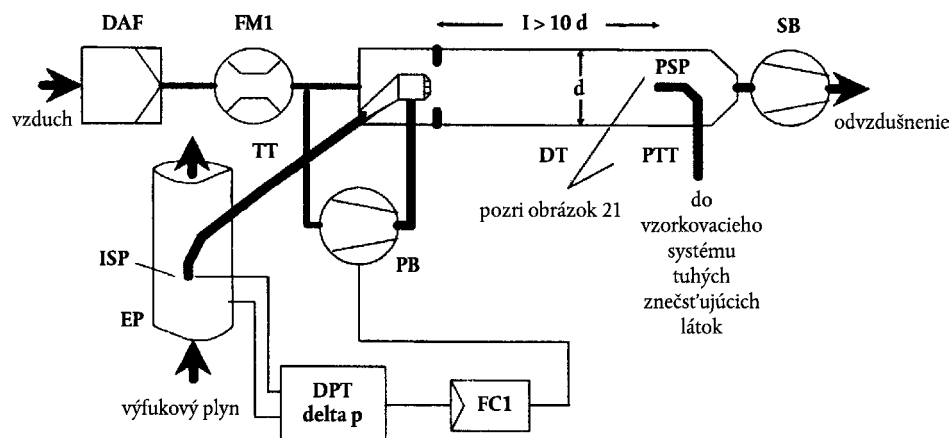 DAF
FM1
l > 10 d
SB
vzduch
d
PSP
odvzdušnenie
TT
DT
PTT
pozri obrázok 21
do
vzorkovacieho
systému
tuhých
znečsťujúcich
látok
ISP
PB
EP
výfukový plyn
DPT
delta p
FC1